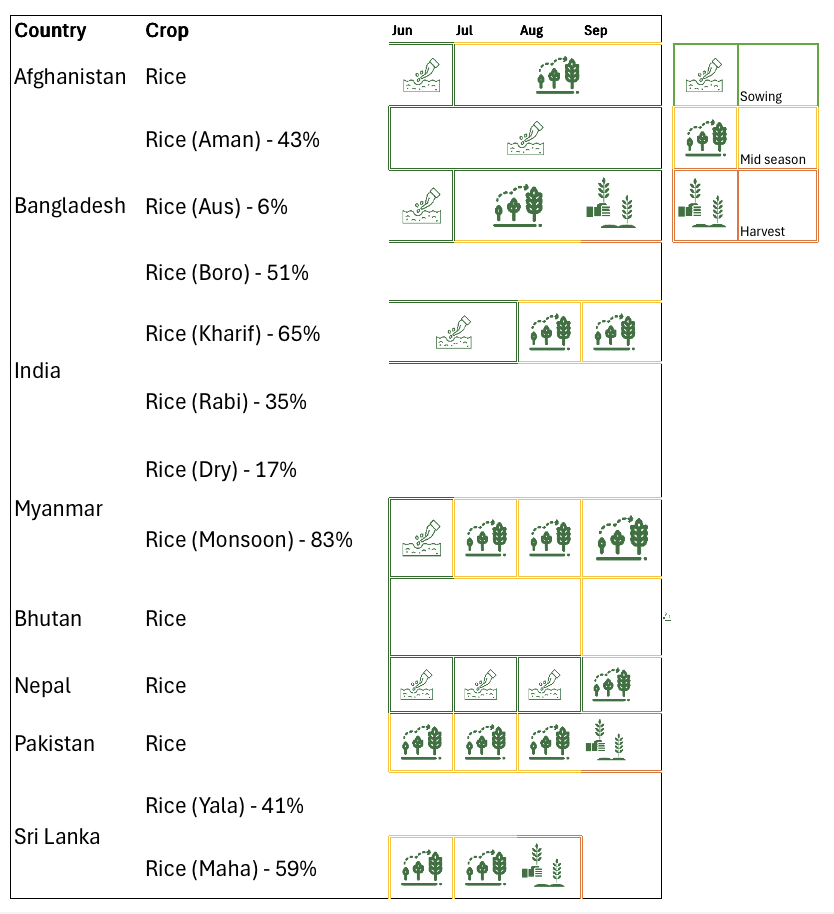 Country Crop Jun Jul Aug Sep
Afghanistan Rice
Sowing
Rice (Aman) - 43%
Mid season
Bangladesh Rice (Aus) - 6%
Harvest
Rice (Boro) - 51%
Rice (Kharif) - 65%
India
Rice (Rabi) - 35%
Rice (Dry) - 17%
Myanmar
Rice (Monsoon) - 83%
Bhutan Rice
Nepal Rice
Pakistan Rice
Rice (Yala) - 41%
Sri Lanka
Rice (Maha) - 59%